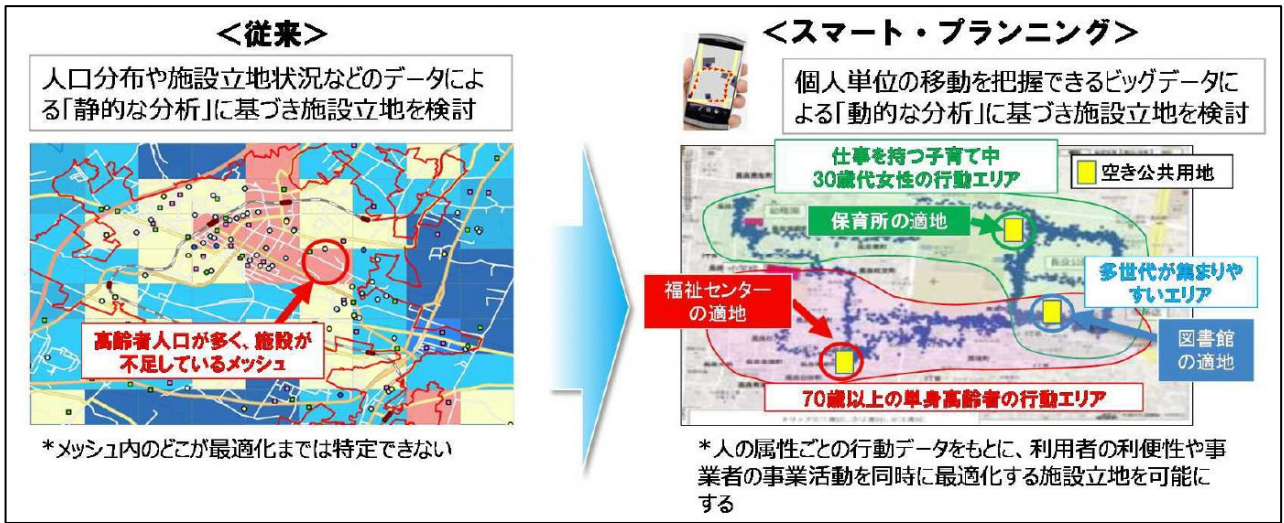 <従来>
人口分布や施設立地状況などのデータによ
る「静的な分析」に基づき施設立地を検討
高齢者人口が多く、施設が
不足しているメッシュ
*メッシュ内のどこが最適化までは特定できない
<スマート・プランニング>
個人単位の移動を把握できるビッグデータに
よる「動的な分析」に基づき施設立地を検討
仕事を持つ子育て中
30歳代女性の行動エリア
空き公共用地
保育所の適地
多世代が集まりや
すいエリア
福祉センター
の適地
図書館
の適地
70歳以上の単身高齢者の行動エリア
*人の属性ごとの行動データをもとに、利用者の利便性や事
業者の事業活動を同時に最適化する施設立地を可能に
する